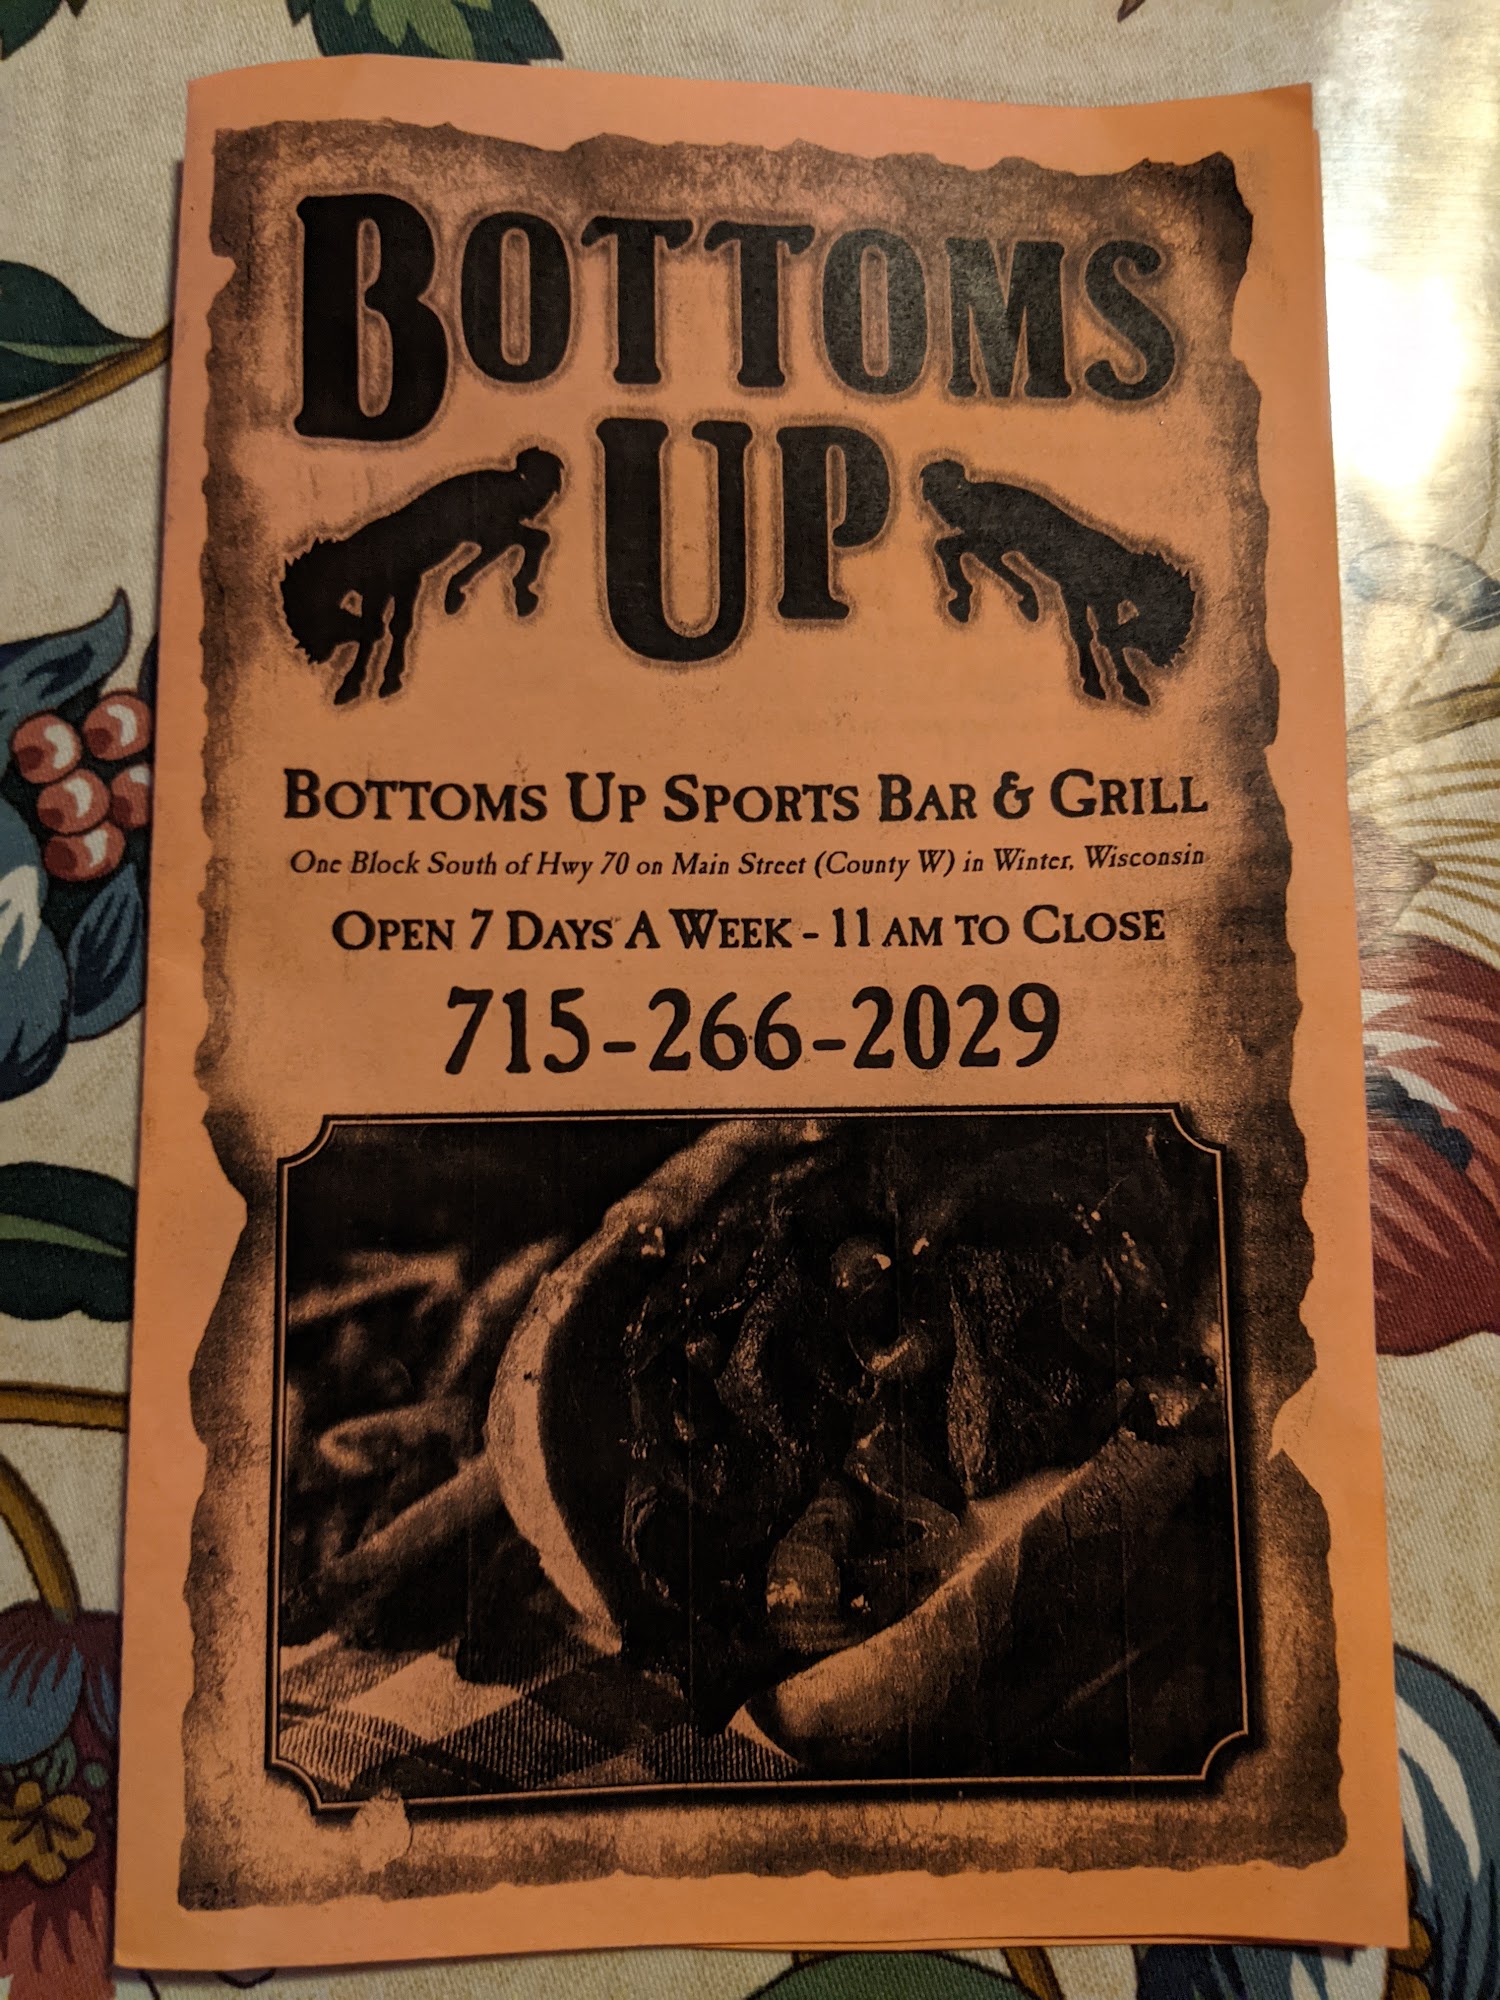 BOTTOMS
UP
BOTTOMS UP SPORTS BAR & GRILL
One Block South of Hwy 70 on Main Street (County W) in Winter, Wisconsin
OPEN 7 DAYS A WEEK - 11 AM TO CLOSE
715-266-2029